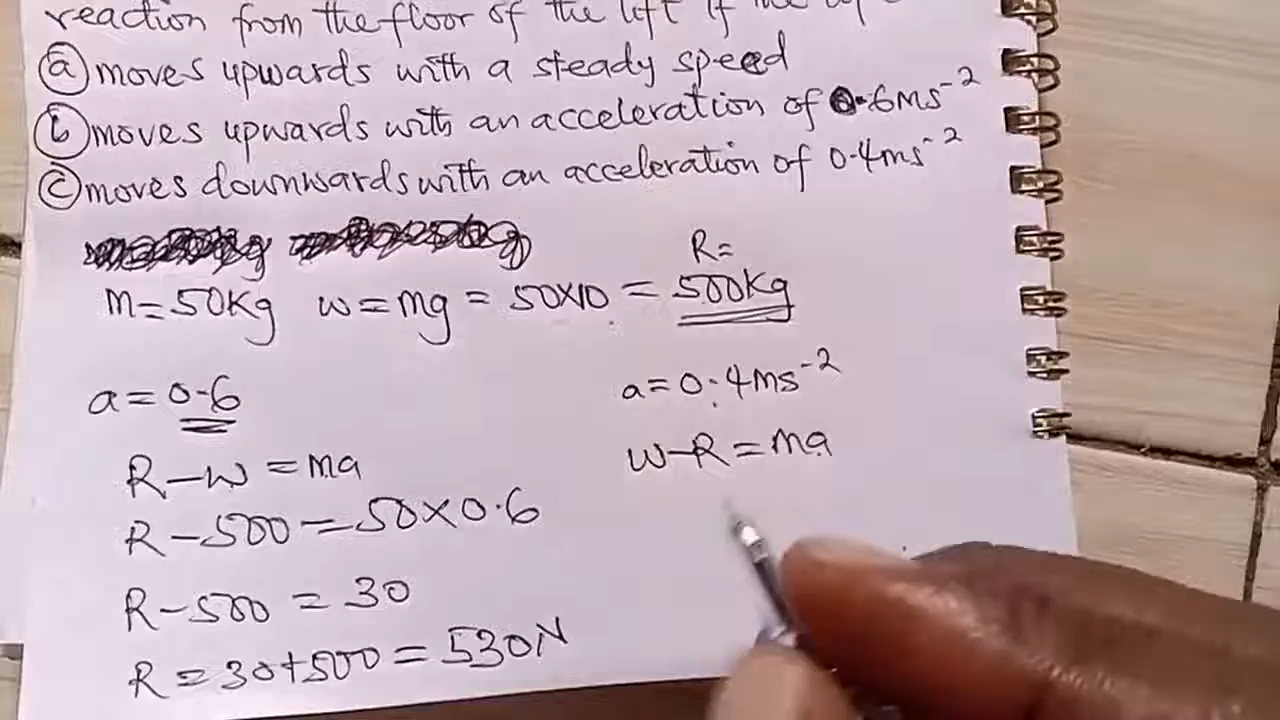 reaction from the floor of the lift if the
ⓐ moves upwards with a steady speed
ⓑ moves upwards with an acceleration of 0.6ms⁻²
ⓒ moves downwards with an acceleration of 0.4ms⁻²
R=
m=50Kg w=mg=50×10=500Kg
a=0.6
R-w=ma
R-500=50×0.6
R-500=30
R=30+500=530N
a=0.4ms⁻²
w-R=ma